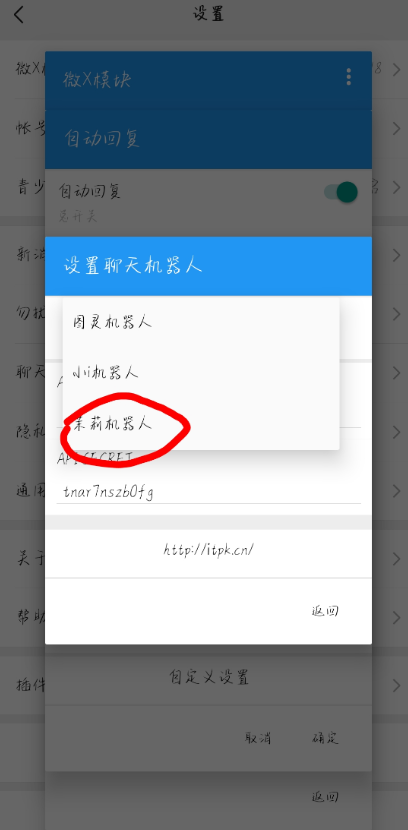 设置
微X模块
自动回复
自动回复
总开关
设置聊天机器人
图灵机器人
小i机器人
茉莉机器人
API SECRET
tnar7nszb0fg
http://itpk.cn/
返回
自定义设置
取消
确定
返回
微X
8
帐号
青少
新消
勿扰
聊天
隐私
通用
关于
帮助
插件